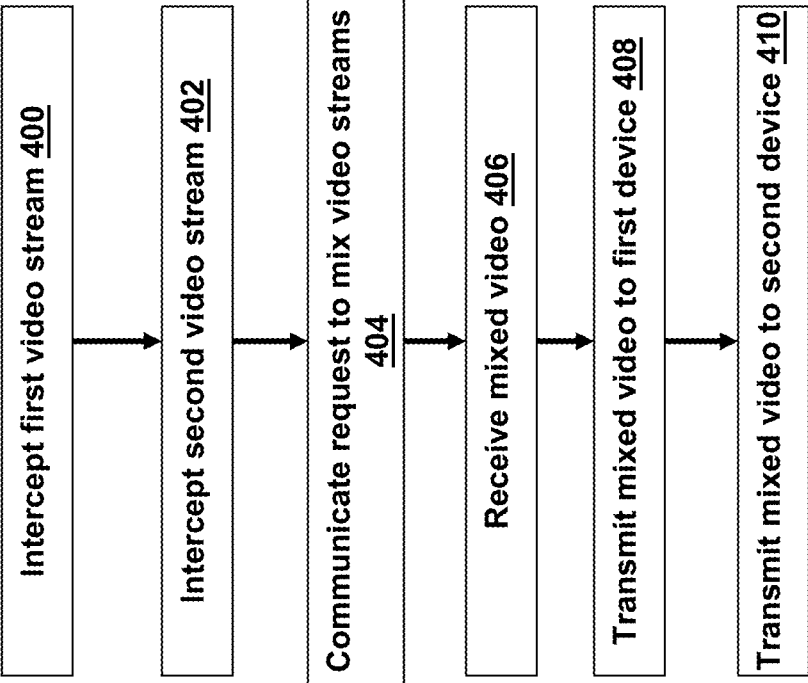 Intercept first video stream 400
Intercept second video stream 402
Communicate request to mix video streams
404
Receive mixed video 406
Transmit mixed video to first device 408
Transmit mixed video to second device 410